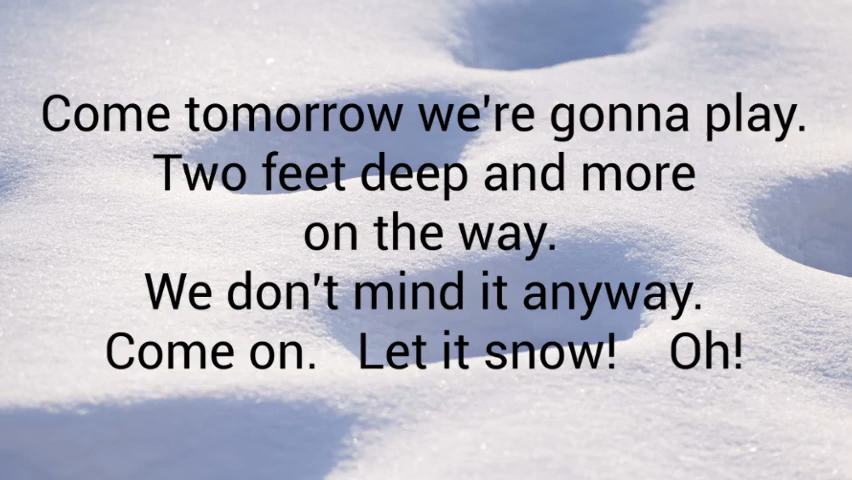 Come tomorrow we're gonna play.
Two feet deep and more
on the way.
We don't mind it anyway.
Come on. Let it snow! Oh!